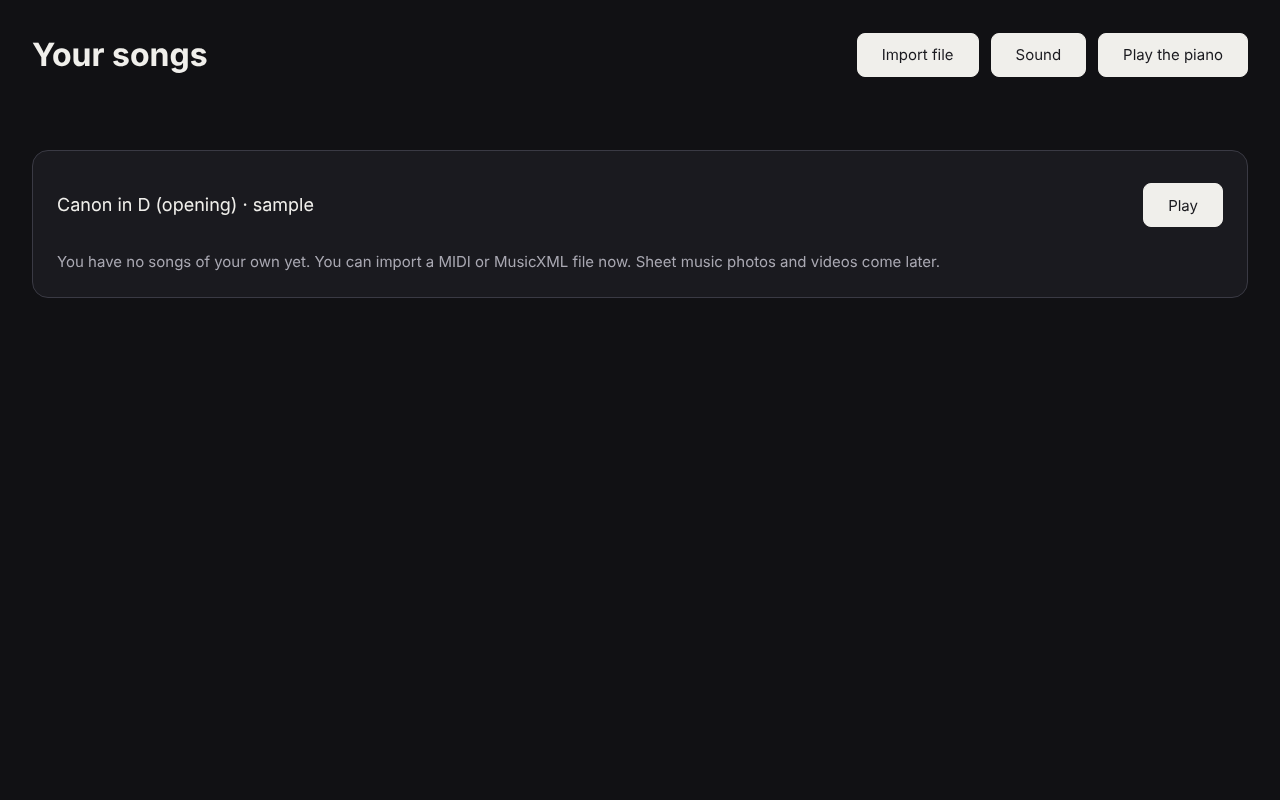 Your songs
Import file
Sound
Play the piano
Canon in D (opening) · sample
Play
You have no songs of your own yet. You can import a MIDI or MusicXML file now. Sheet music photos and videos come later.